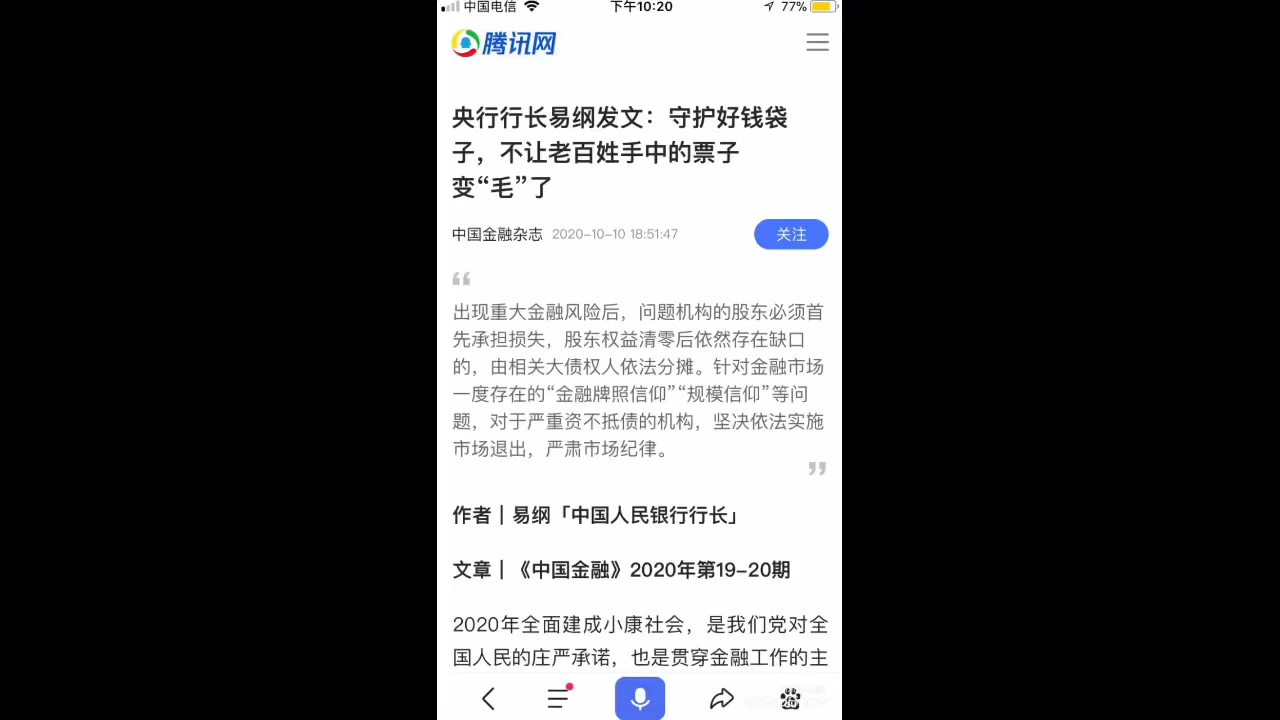 中国电信 下午10:20 77%
腾讯网
央行行长易纲发文：守护好钱袋
子，不让老百姓手中的票子
变“毛”了
中国金融杂志 2020-10-10 18:51:47 关注
“
出现重大金融风险后，问题机构的股东必须首
先承担损失，股东权益清零后依然存在缺口
的，由相关大债权人依法分摊。针对金融市场
一度存在的“金融牌照信仰”“规模信仰”等问
题，对于严重资不抵债的机构，坚决依法实施
市场退出，严肃市场纪律。
”
作者｜易纲「中国人民银行行长」
文章｜《中国金融》2020年第19-20期
2020年全面建成小康社会，是我们党对全
国人民的庄严承诺，也是贯穿金融工作的主